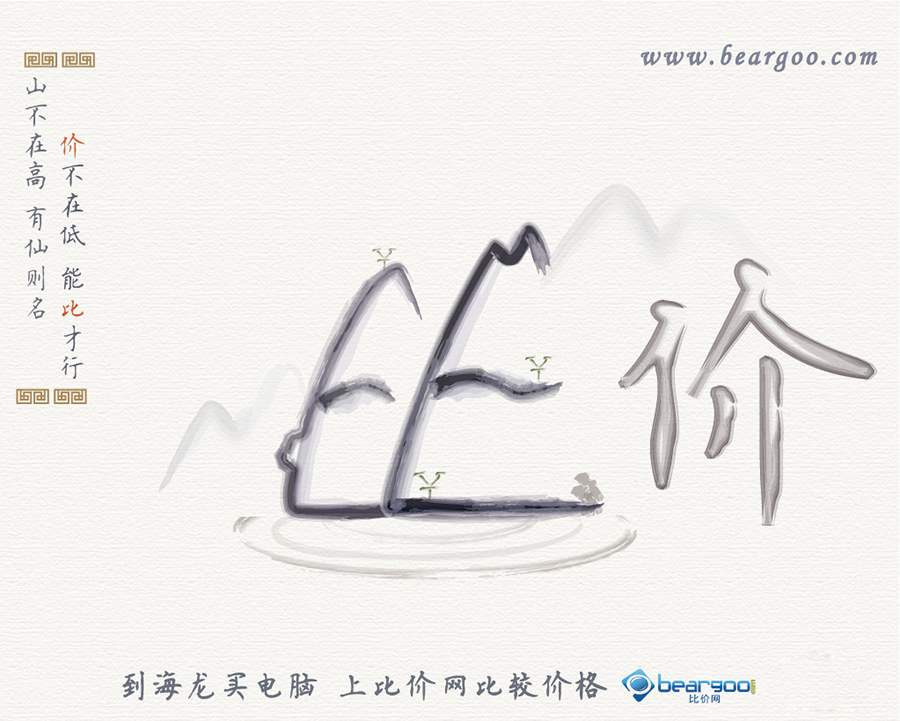 www.beargoo.com
价不在低 能比才行
山不在高 有仙则名
比价
到海龙买电脑 上比价网比较价格
beargoo.com
比价网